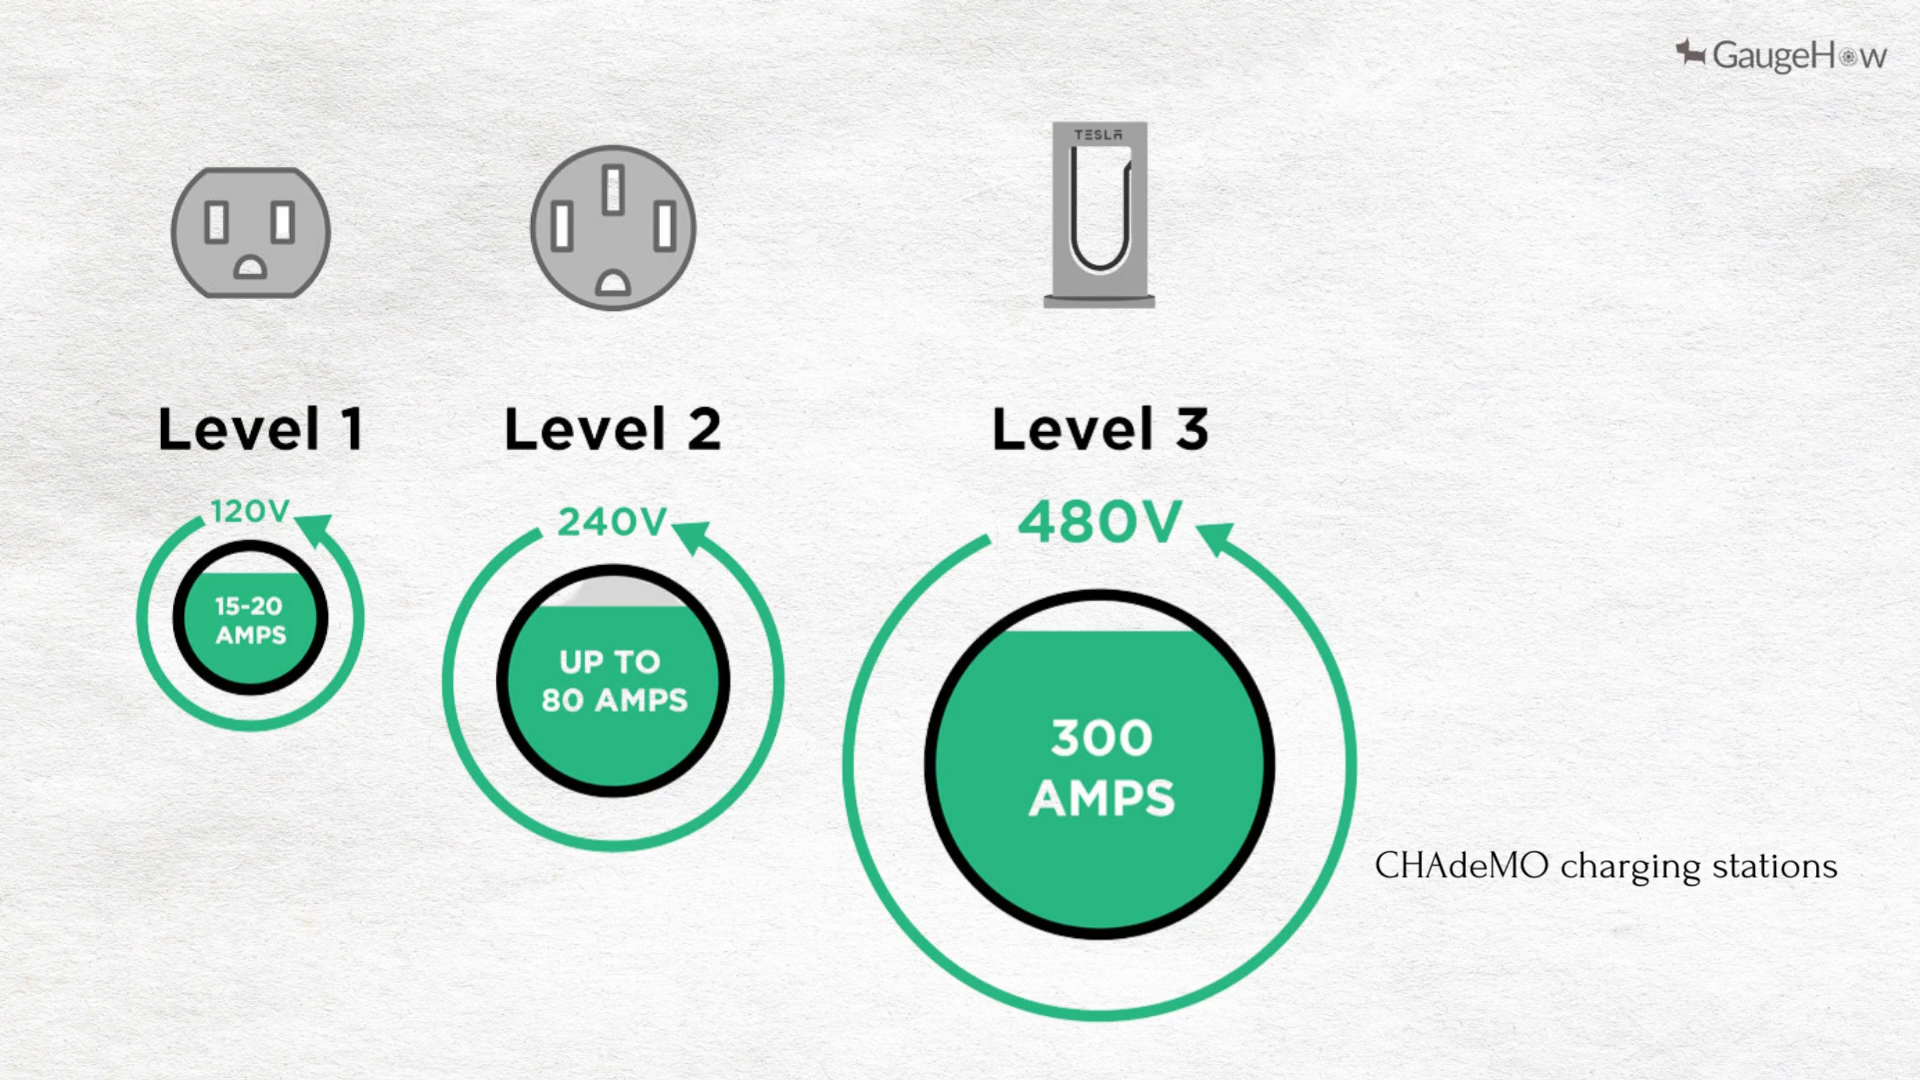 GaugeHow
TESLA
Level 1
Level 2
Level 3
120V
240V
480V
15-20
AMPS
UP TO
80 AMPS
300
AMPS
CHAdeMO charging stations